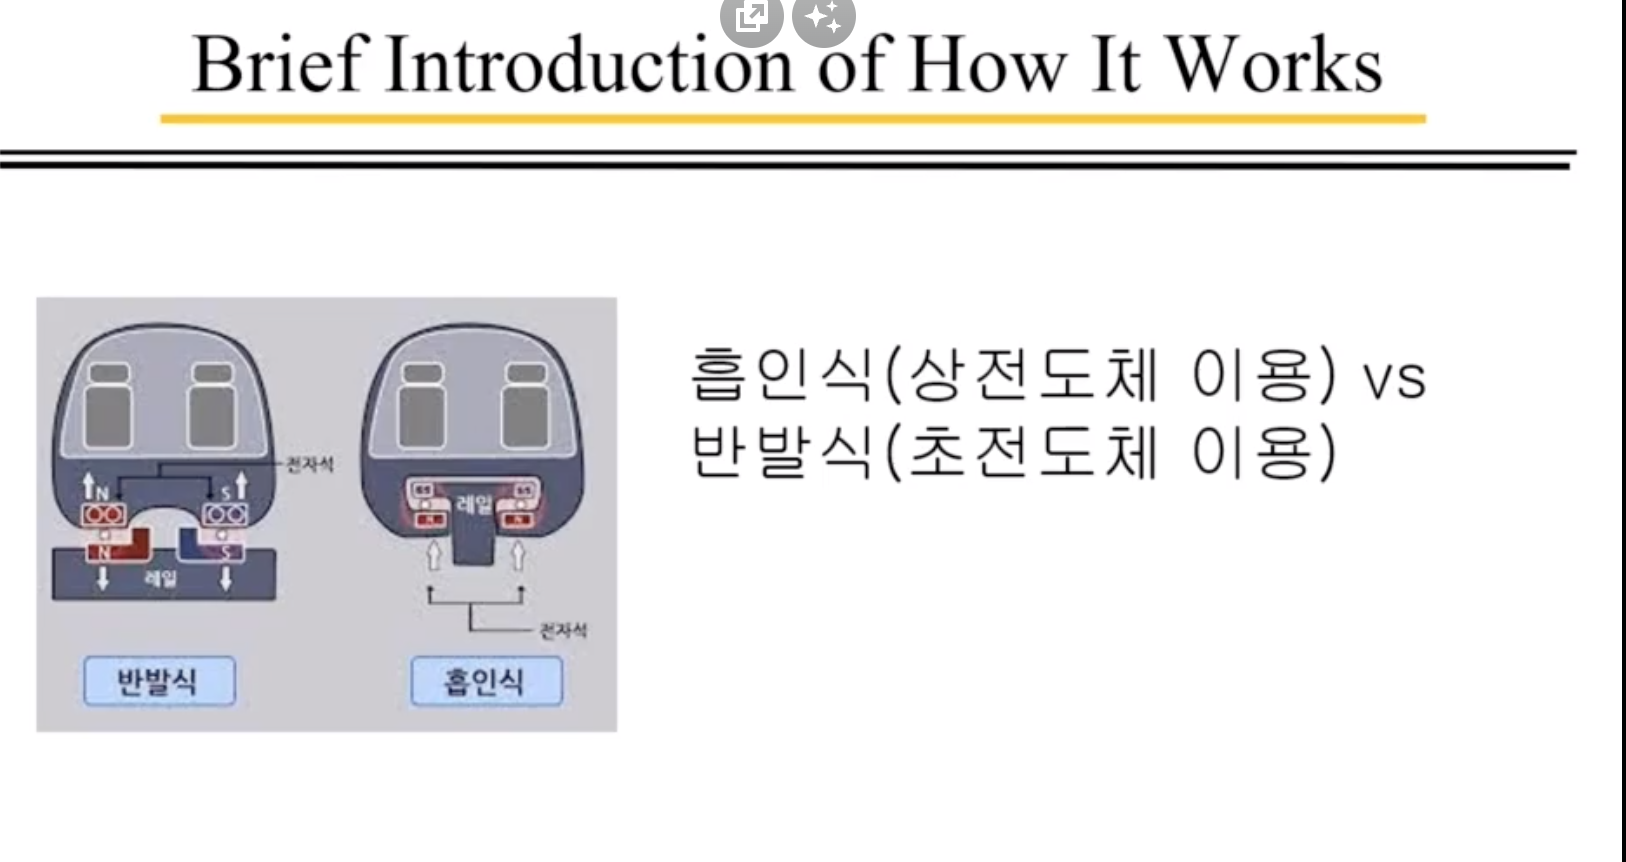 Brief Introduction of How It Works
흡인식(상전도체 이용) vs
반발식(초전도체 이용)
전자석
N
S
N
S
레일
반발식
레일
N
N
전자석
흡인식